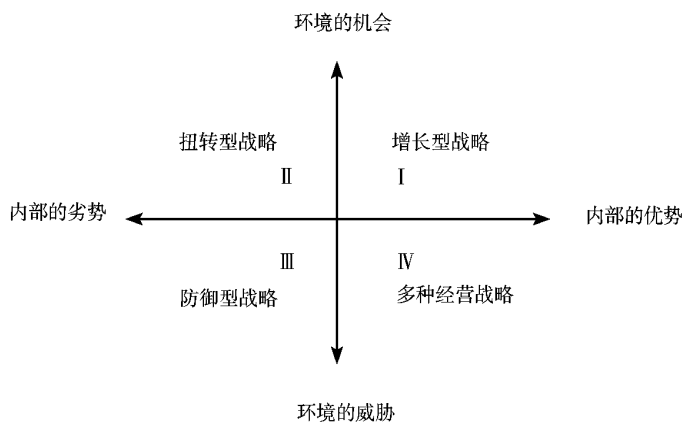 环境的机会
扭转型战略
增长型战略
Ⅱ
Ⅰ
内部的劣势
内部的优势
Ⅲ
Ⅳ
防御型战略
多种经营战略
环境的威胁